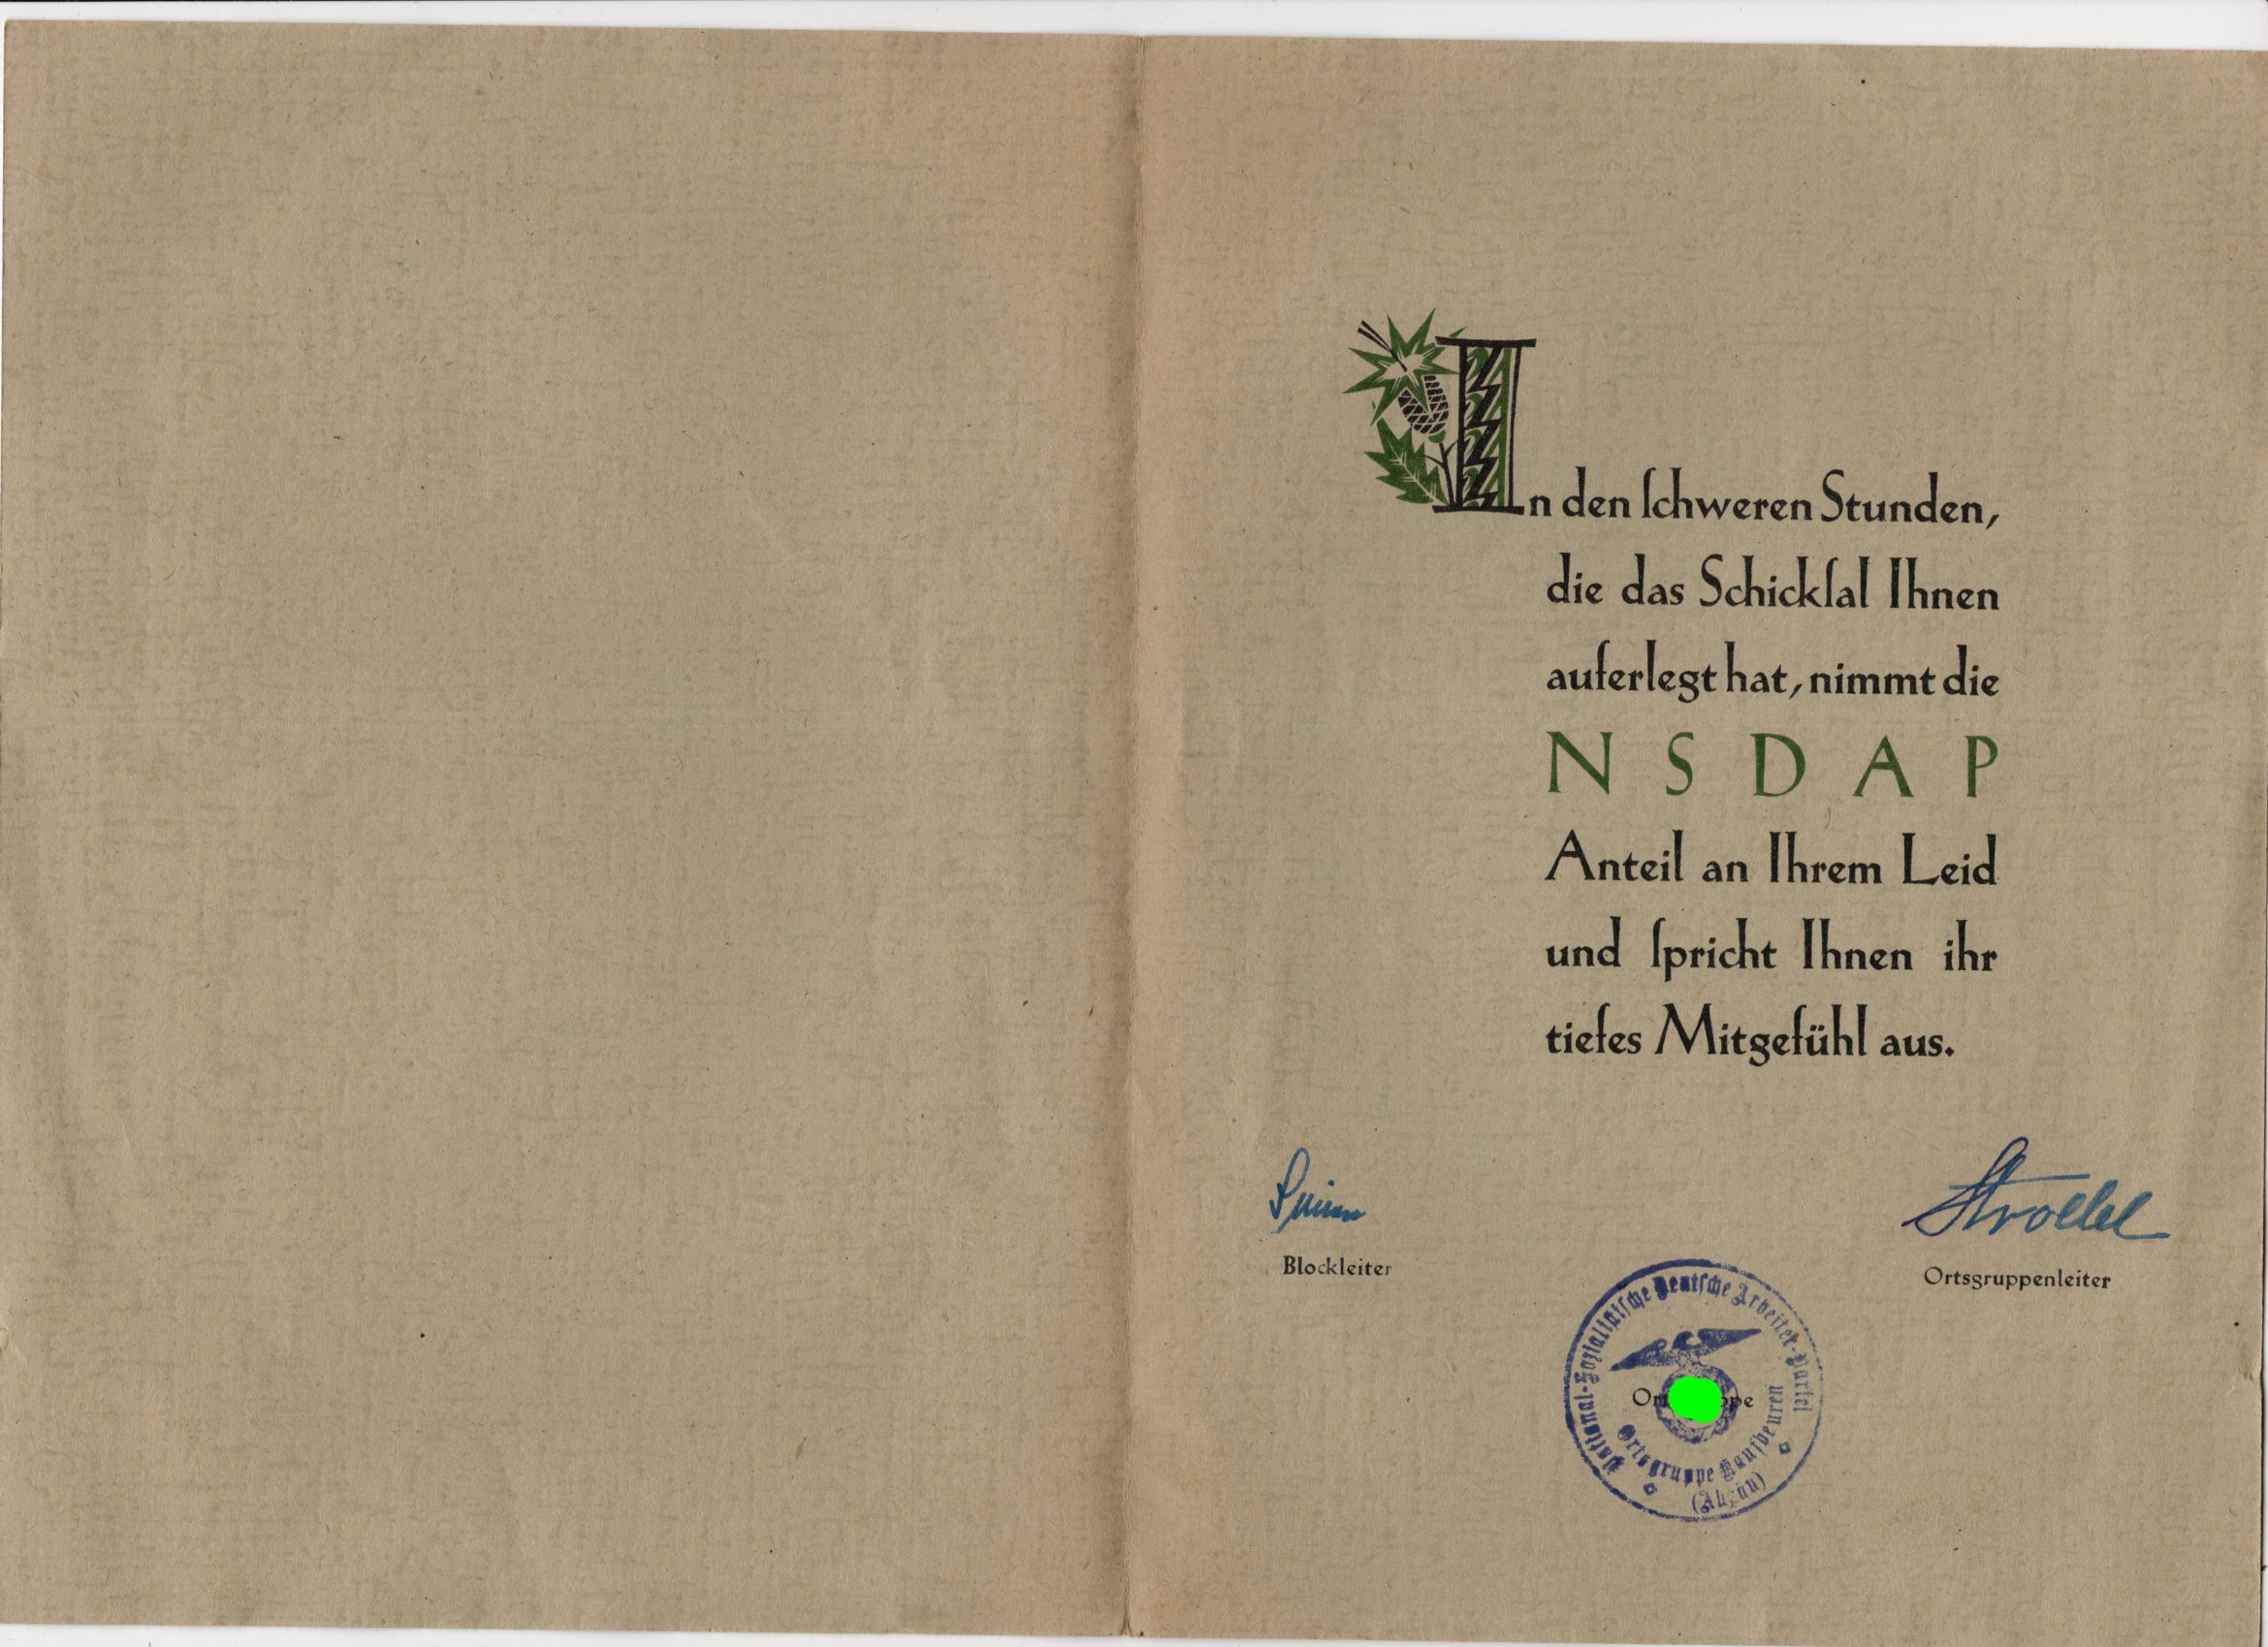 In den ſchweren Stunden,
die das Schickſal Ihnen
auferlegt hat, nimmt die
NSDAP
Anteil an Ihrem Leid
und ſpricht Ihnen ihr
tiefes Mitgefühl aus.
Stroebel
Blockleiter
Ortsgruppenleiter
National-Sozialiſtiſche Deutſche Arbeiter-Partei
Ortsgruppe Kaufbeuren
(Allgäu)